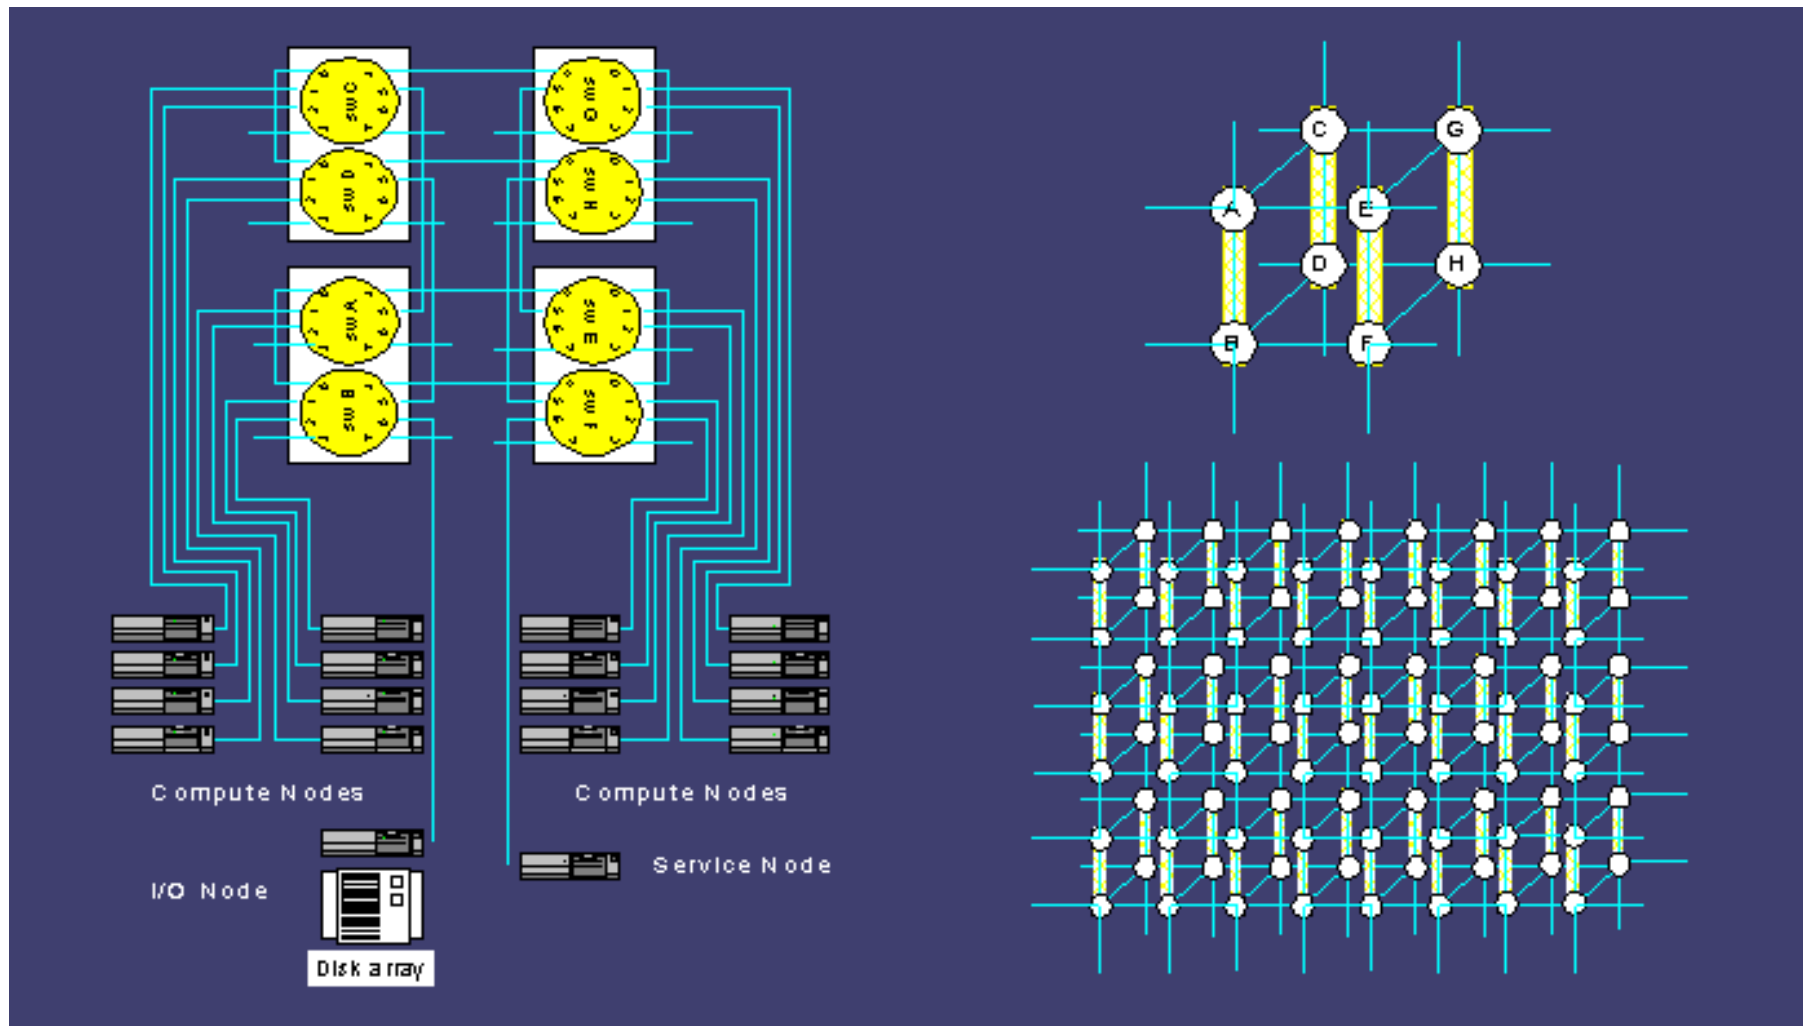 SW C
SW G
SW D
SW H
SW A
SW E
SW B
SW F
C
G
A
E
D
H
B
F
Compute Nodes
Compute Nodes
I/O Node
Service Node
Disk array